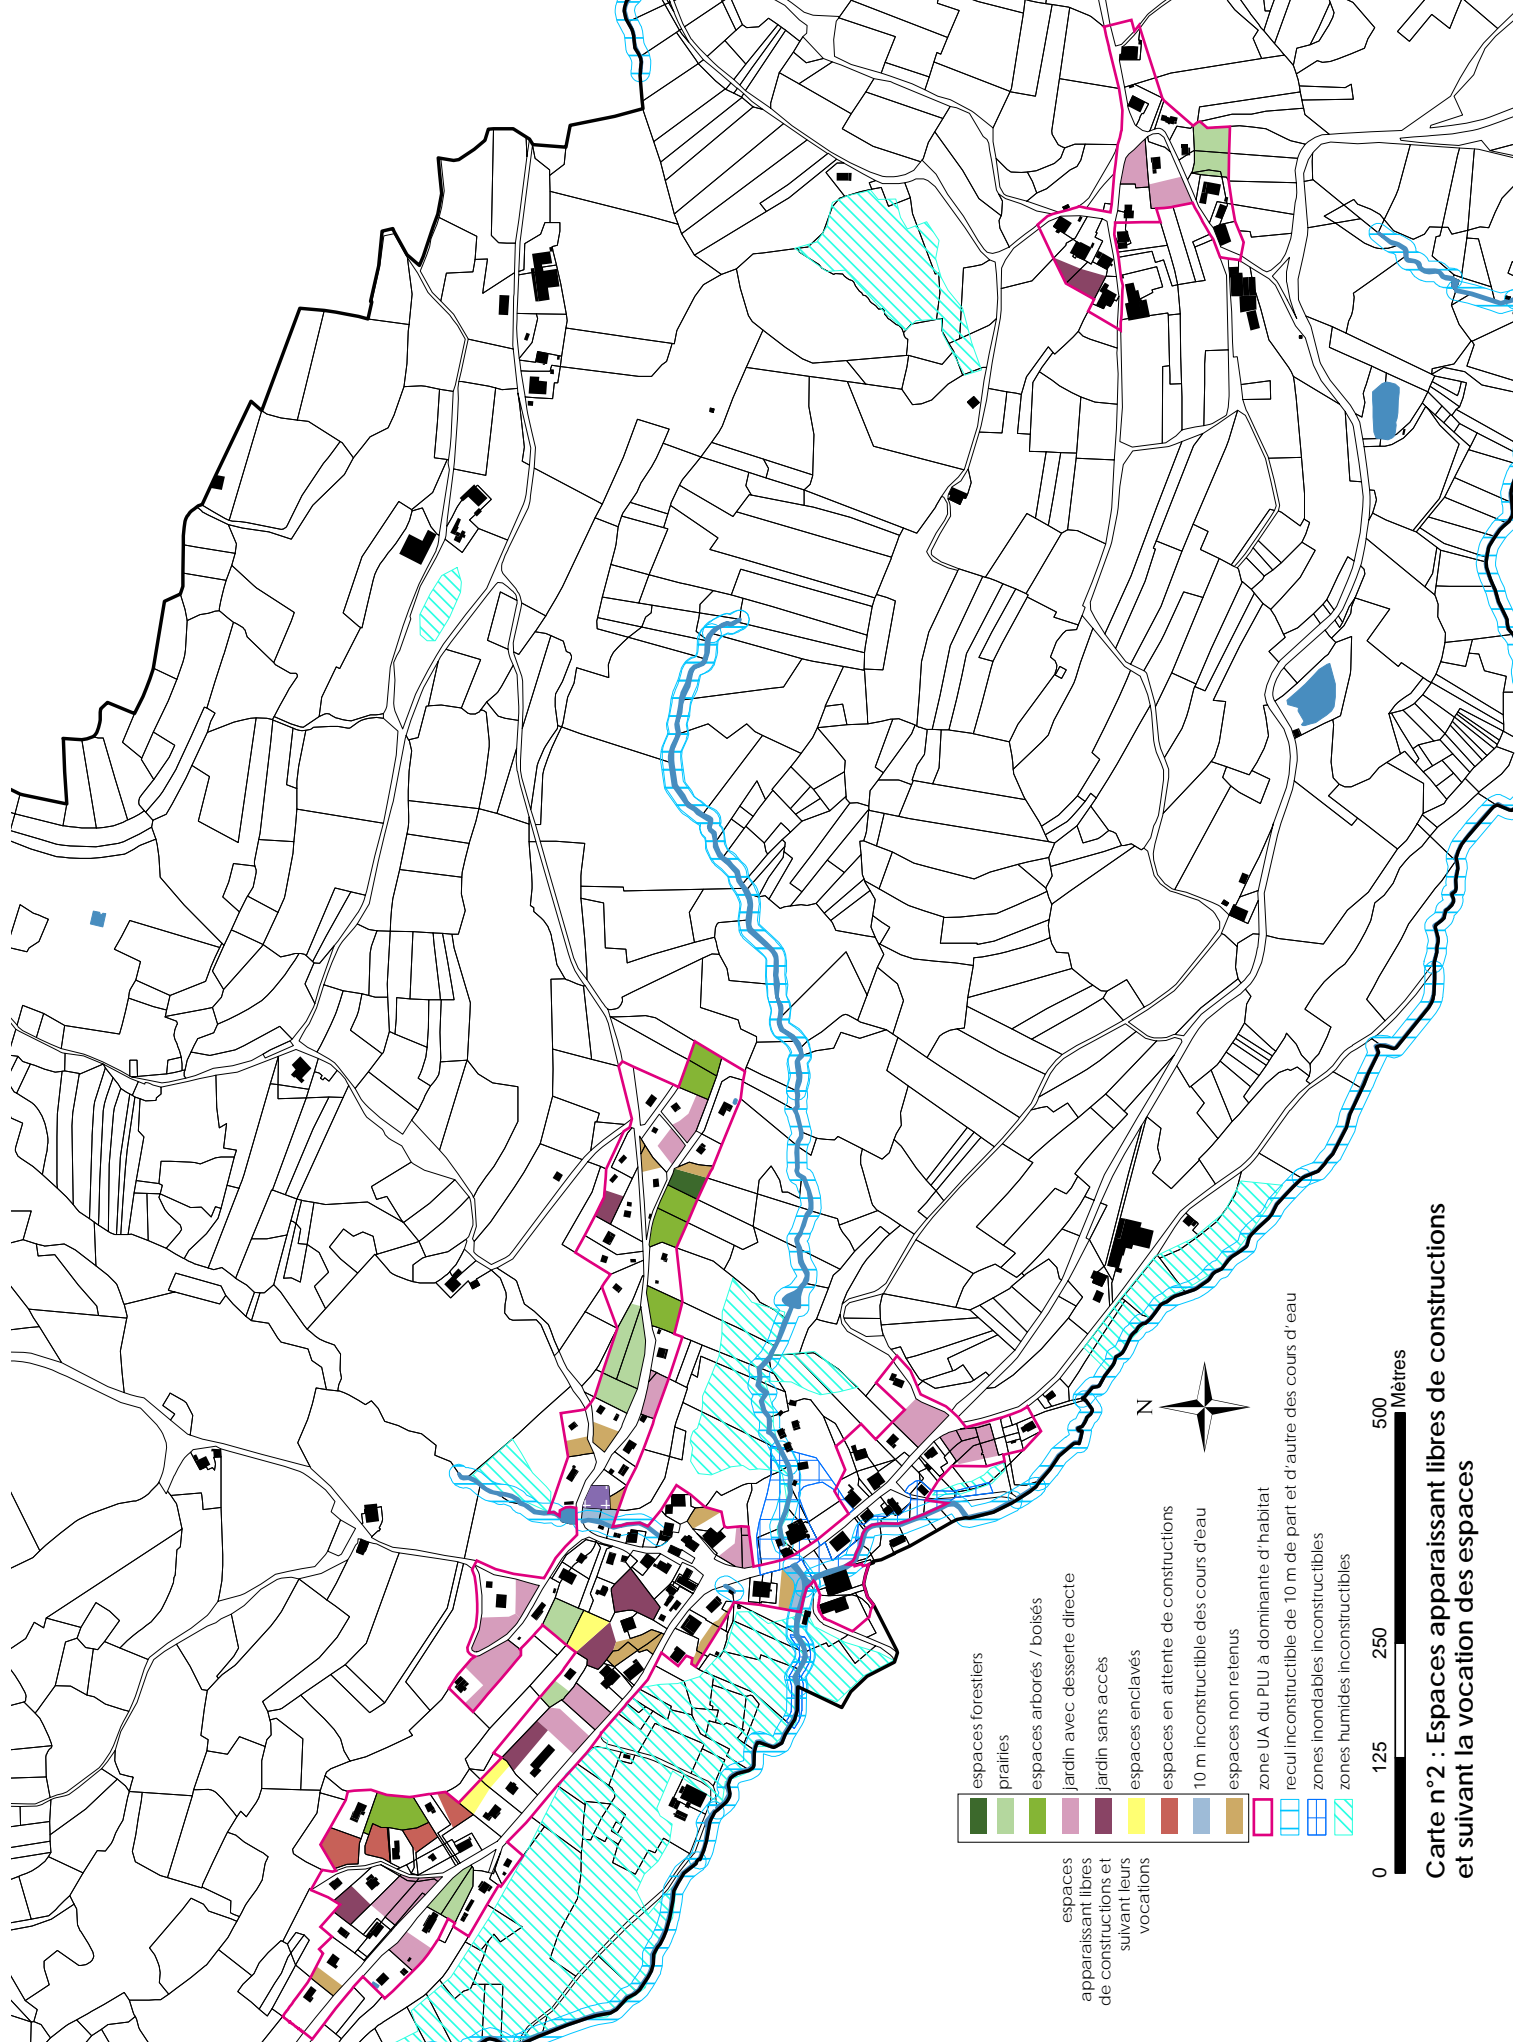 espaces forestiers
prairies
espaces arborés / boisés
jardin avec desserte directe
jardin sans accès
espaces enclavés
espaces en attente de constructions
10 m inconstructible des cours d'eau
espaces non retenus
zone UA du PLU à dominante d'habitat
recul inconstructible de 10 m de part et d'autre des cours d'eau
zones inondables inconstructibles
zones humides inconstructibles
espaces
apparaissant libres
de constructions et
suivant leurs
vocations
N
0 125 250 500
Mètres
Carte n°2 : Espaces apparaissant libres de constructions
et suivant la vocation des espaces